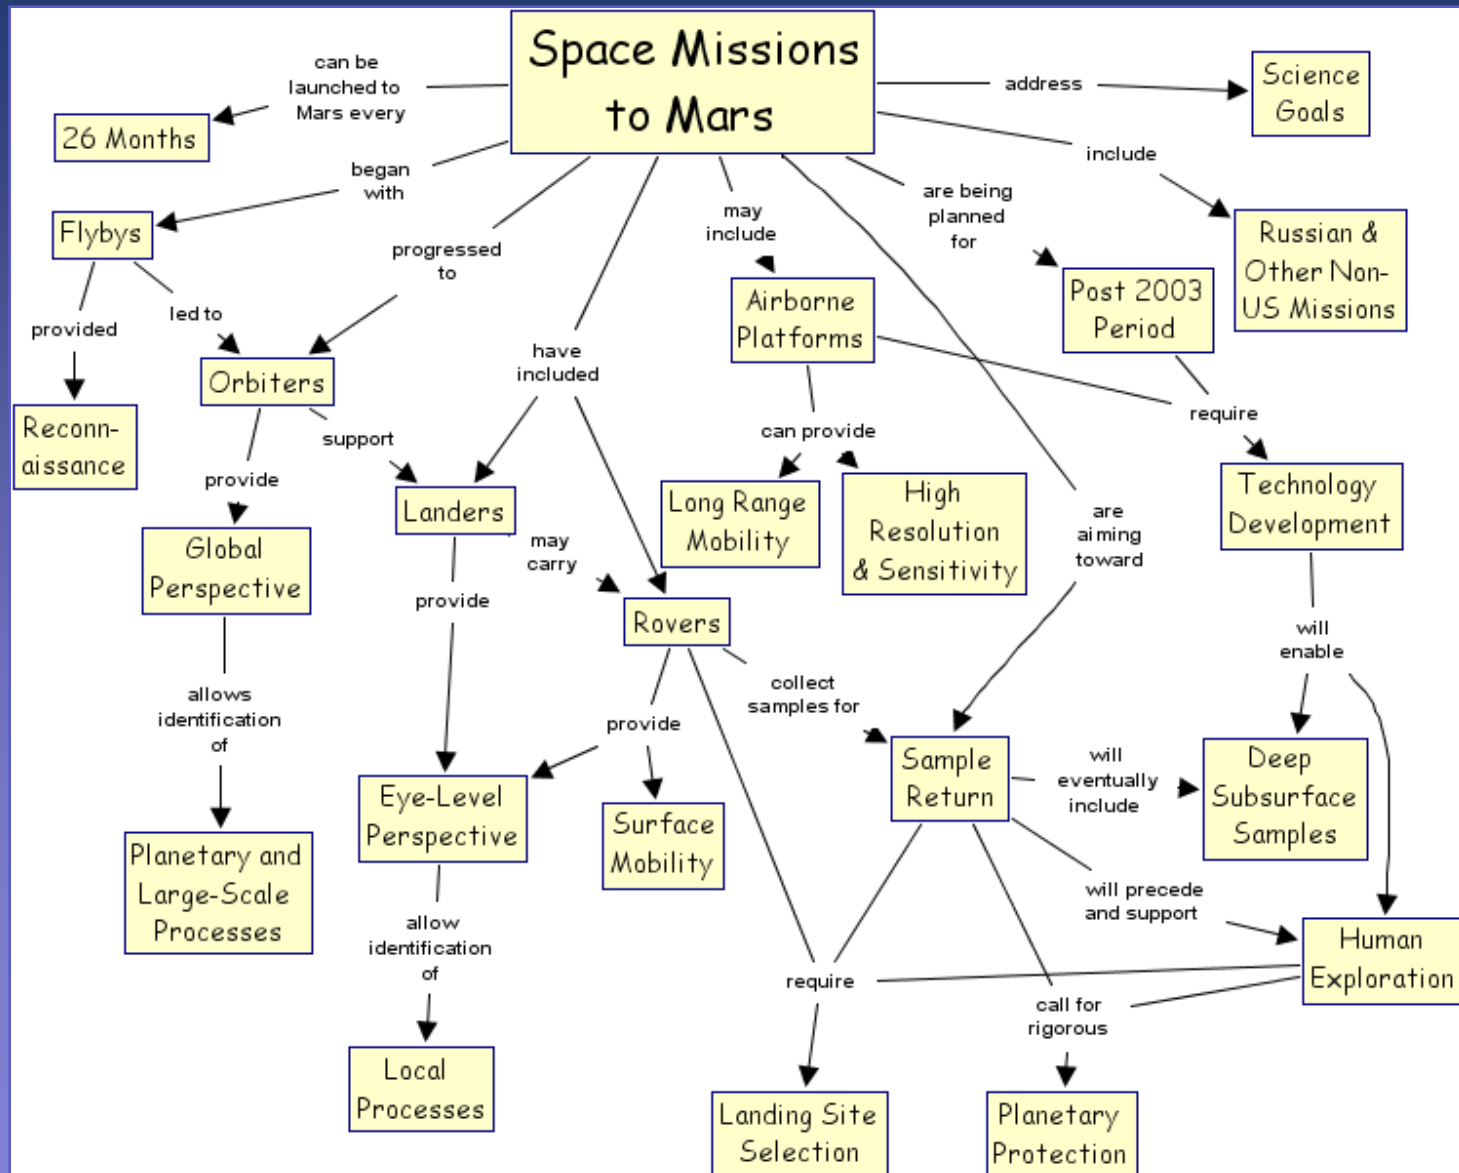 Space Missions
to Mars
can be
launched to
Mars every
26 Months
address
Science
Goals
include
Russian &
Other Non-
US Missions
began
with
Flybys
progressed
to
may
include
are being
planned
for
Post 2003
Period
Airborne
Platforms
provided
led to
Orbiters
have
included
Reconn-
aissance
support
provide
can provide
require
Landers
Long Range
Mobility
High
Resolution
& Sensitivity
are
aiming
toward
Technology
Development
Global
Perspective
may
carry
provide
Rovers
will
enable
allows
identification
of
collect
samples for
provide
Sample
Return
will
eventually
include
Deep
Subsurface
Samples
Eye-Level
Perspective
Surface
Mobility
Planetary and
Large-Scale
Processes
allow
identification
of
will precede
and support
Human
Exploration
require
call for
rigorous
Local
Processes
Landing Site
Selection
Planetary
Protection